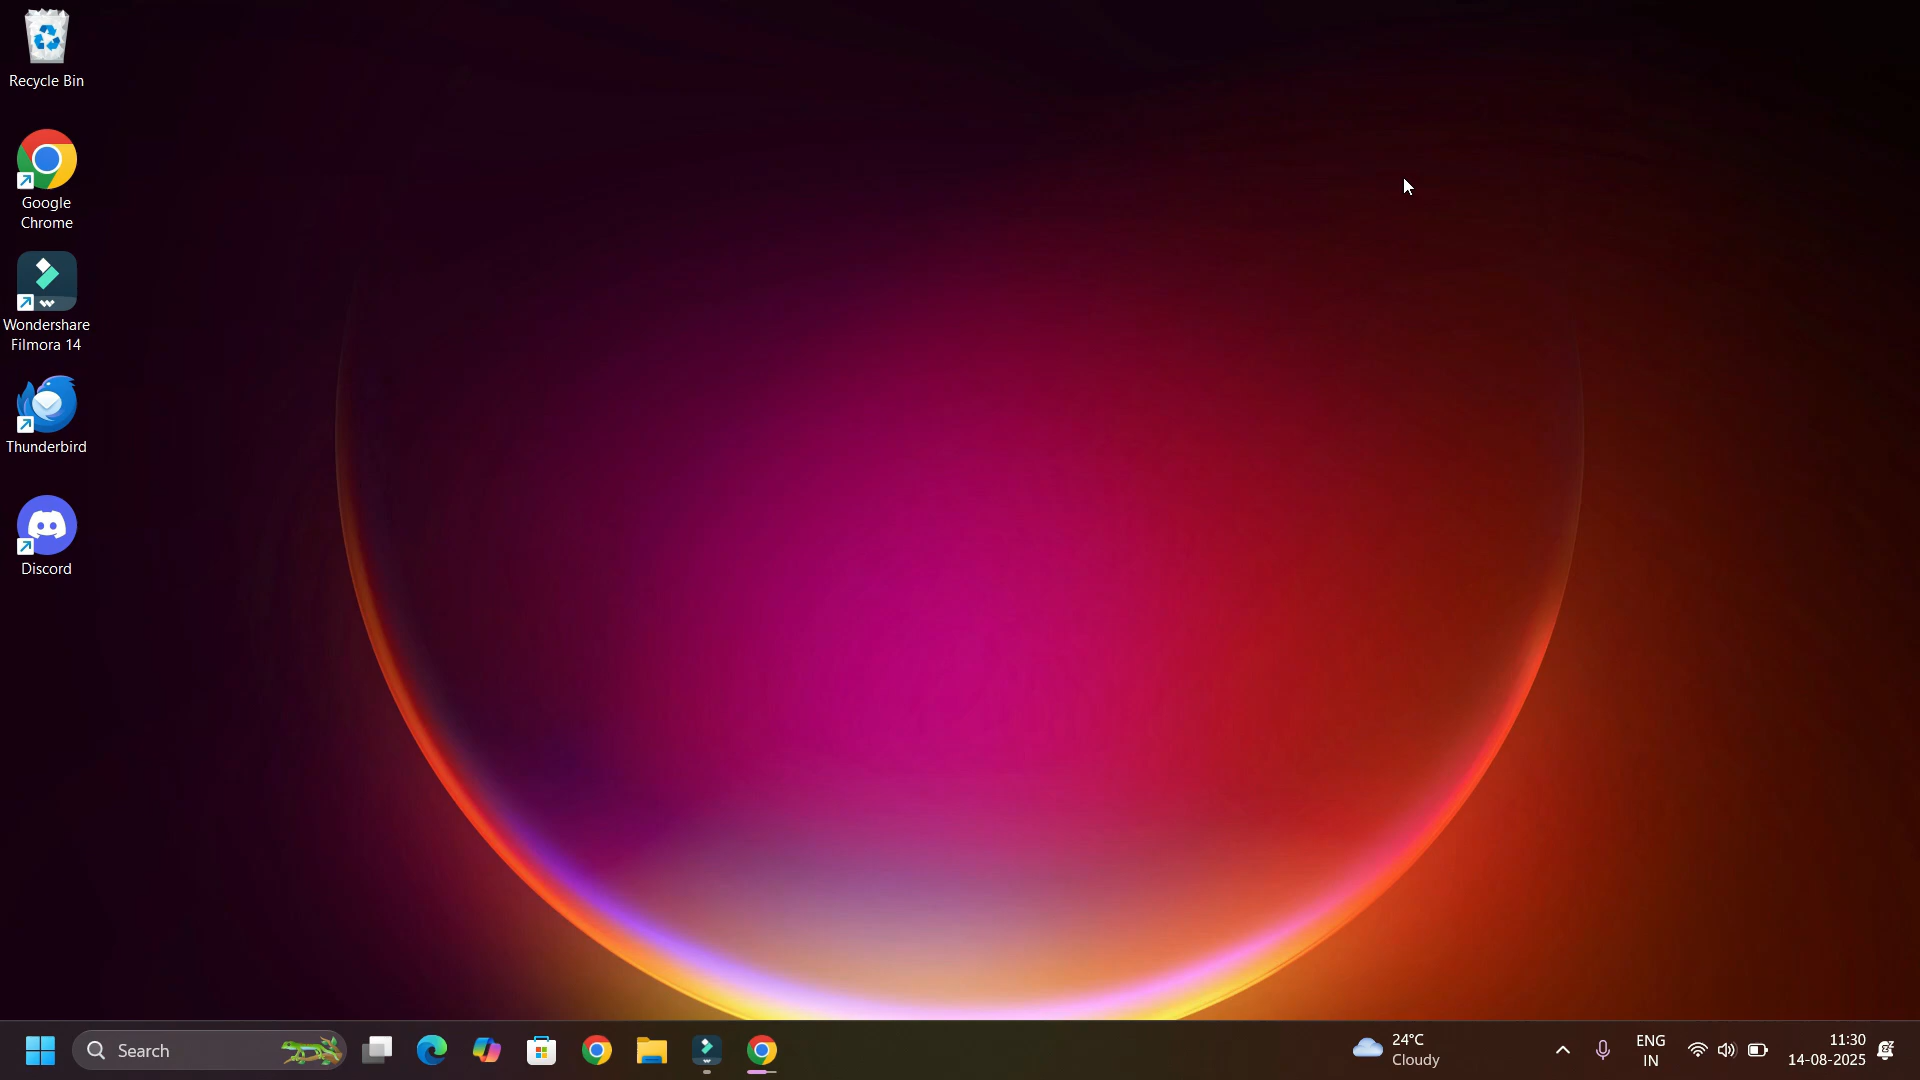 Recycle Bin
Google
Chrome
Wondershare
Filmora 14
Thunderbird
Discord
Search
24°C
Cloudy
ENG
IN
11:30
14-08-2025